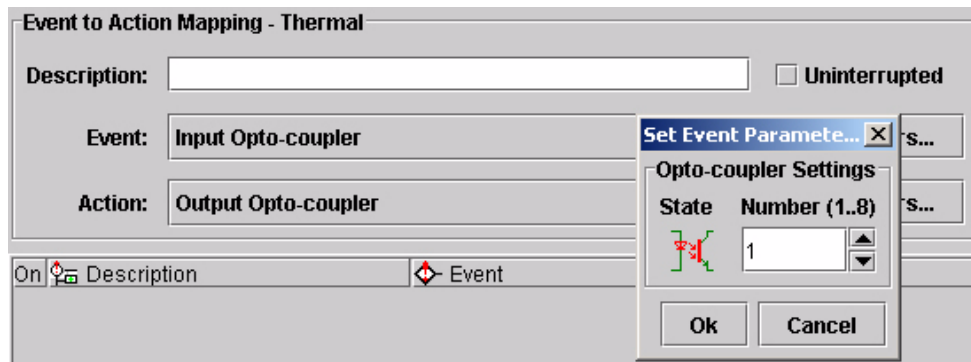 Event to Action Mapping - Thermal
Description:
Uninterrupted
Event: Input Opto-coupler
s...
Action: Output Opto-coupler
rs...
Set Event Paramete...
Opto-coupler Settings
State Number (1..8)
1
Ok Cancel
On Description Event